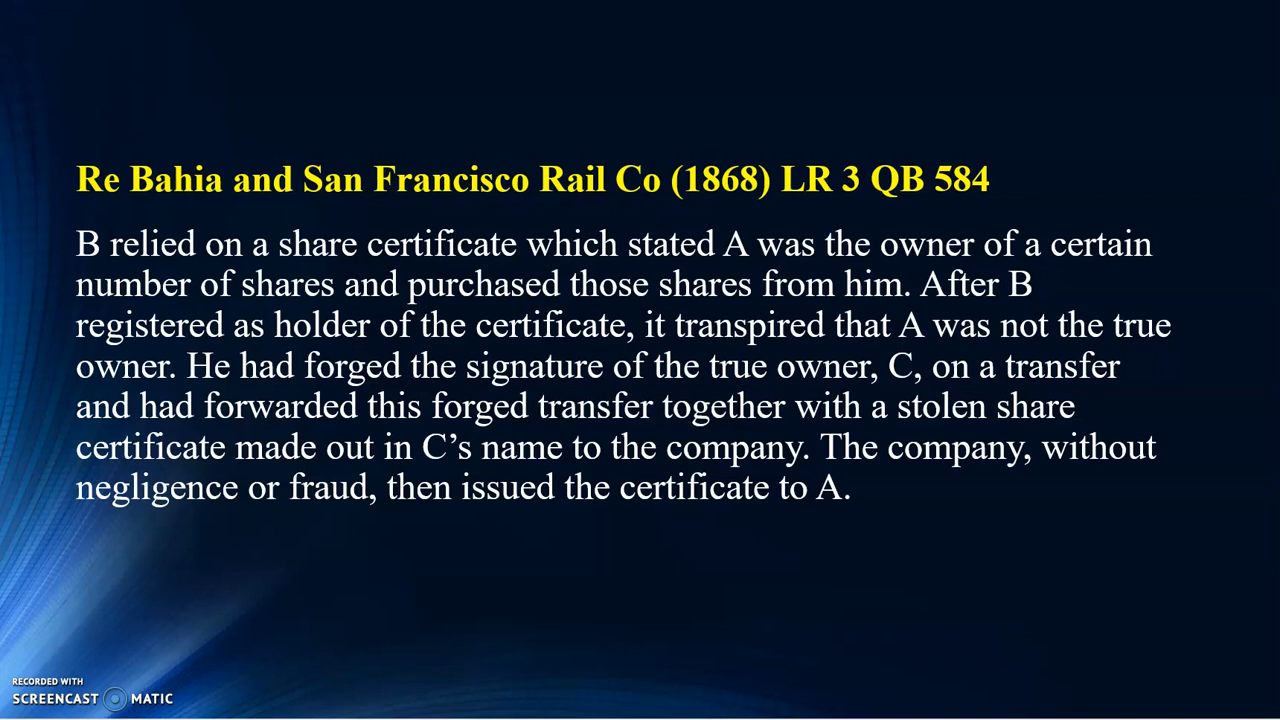 Re Bahia and San Francisco Rail Co (1868) LR 3 QB 584
B relied on a share certificate which stated A was the owner of a certain
number of shares and purchased those shares from him. After B
registered as holder of the certificate, it transpired that A was not the true
owner. He had forged the signature of the true owner, C, on a transfer
and had forwarded this forged transfer together with a stolen share
certificate made out in C’s name to the company. The company, without
negligence or fraud, then issued the certificate to A.
RECORDED WITH
SCREENCAST MATIC